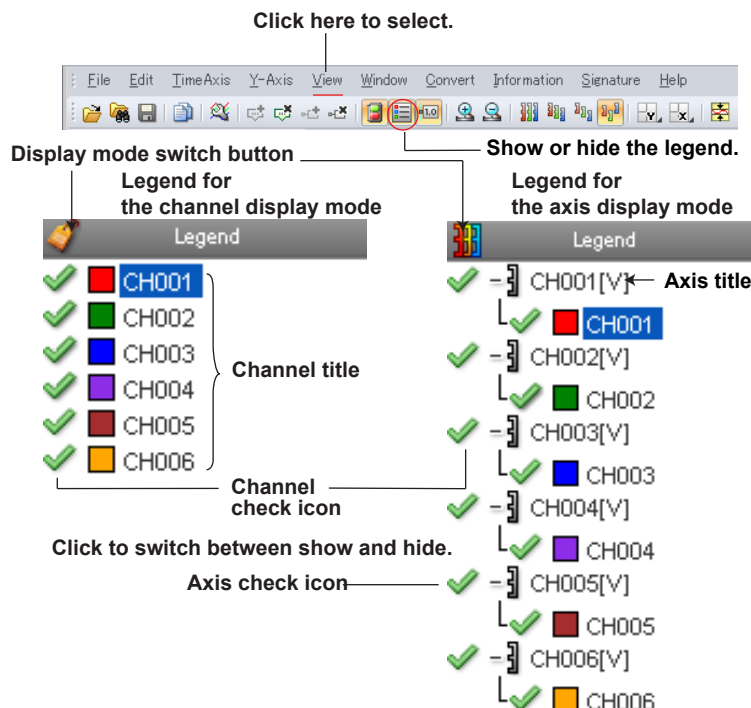 Click here to select.
File Edit TimeAxis Y-Axis View Window Convert Information Signature Help
1.0 Y X
Display mode switch button
Show or hide the legend.
Legend for
the channel display mode
Legend for
the axis display mode
Legend
CH001
CH002
CH003
CH004
CH005
CH006
Channel title
Channel
check icon
Click to switch between show and hide.
Axis check icon
Legend
CH001[V]
Axis title
CH001
CH002[V]
CH002
CH003[V]
CH003
CH004[V]
CH004
CH005[V]
CH005
CH006[V]
CH006